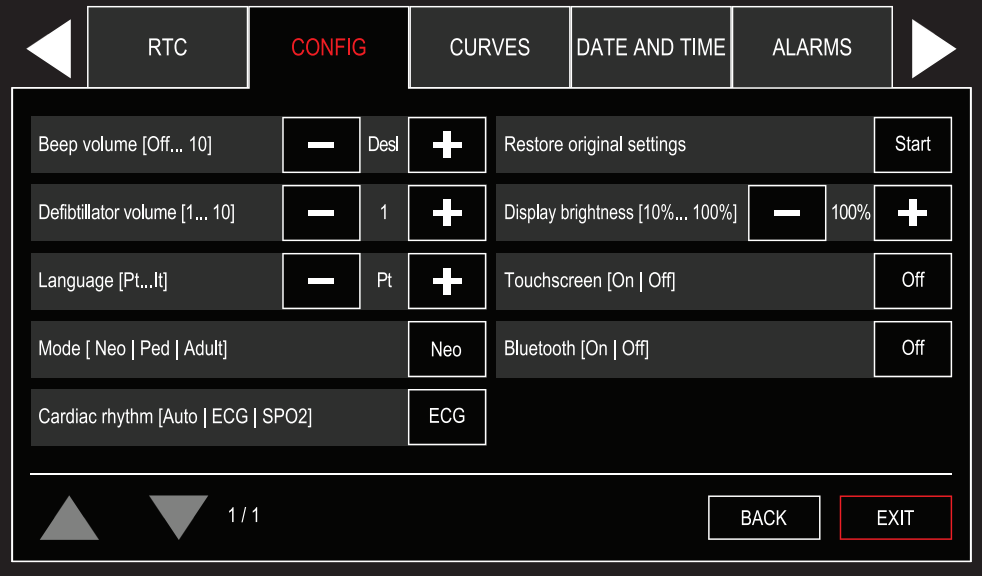 RTC
CONFIG
CURVES
DATE AND TIME
ALARMS
Beep volume [Off... 10]
Desl
Restore original settings
Start
Defibtillator volume [1... 10]
1
Display brightness [10%... 100%]
100%
Language [Pt...It]
Pt
Touchscreen [On | Off]
Off
Mode [ Neo | Ped | Adult]
Neo
Bluetooth [On | Off]
Off
Cardiac rhythm [Auto | ECG | SPO2]
ECG
1 / 1
BACK
EXIT